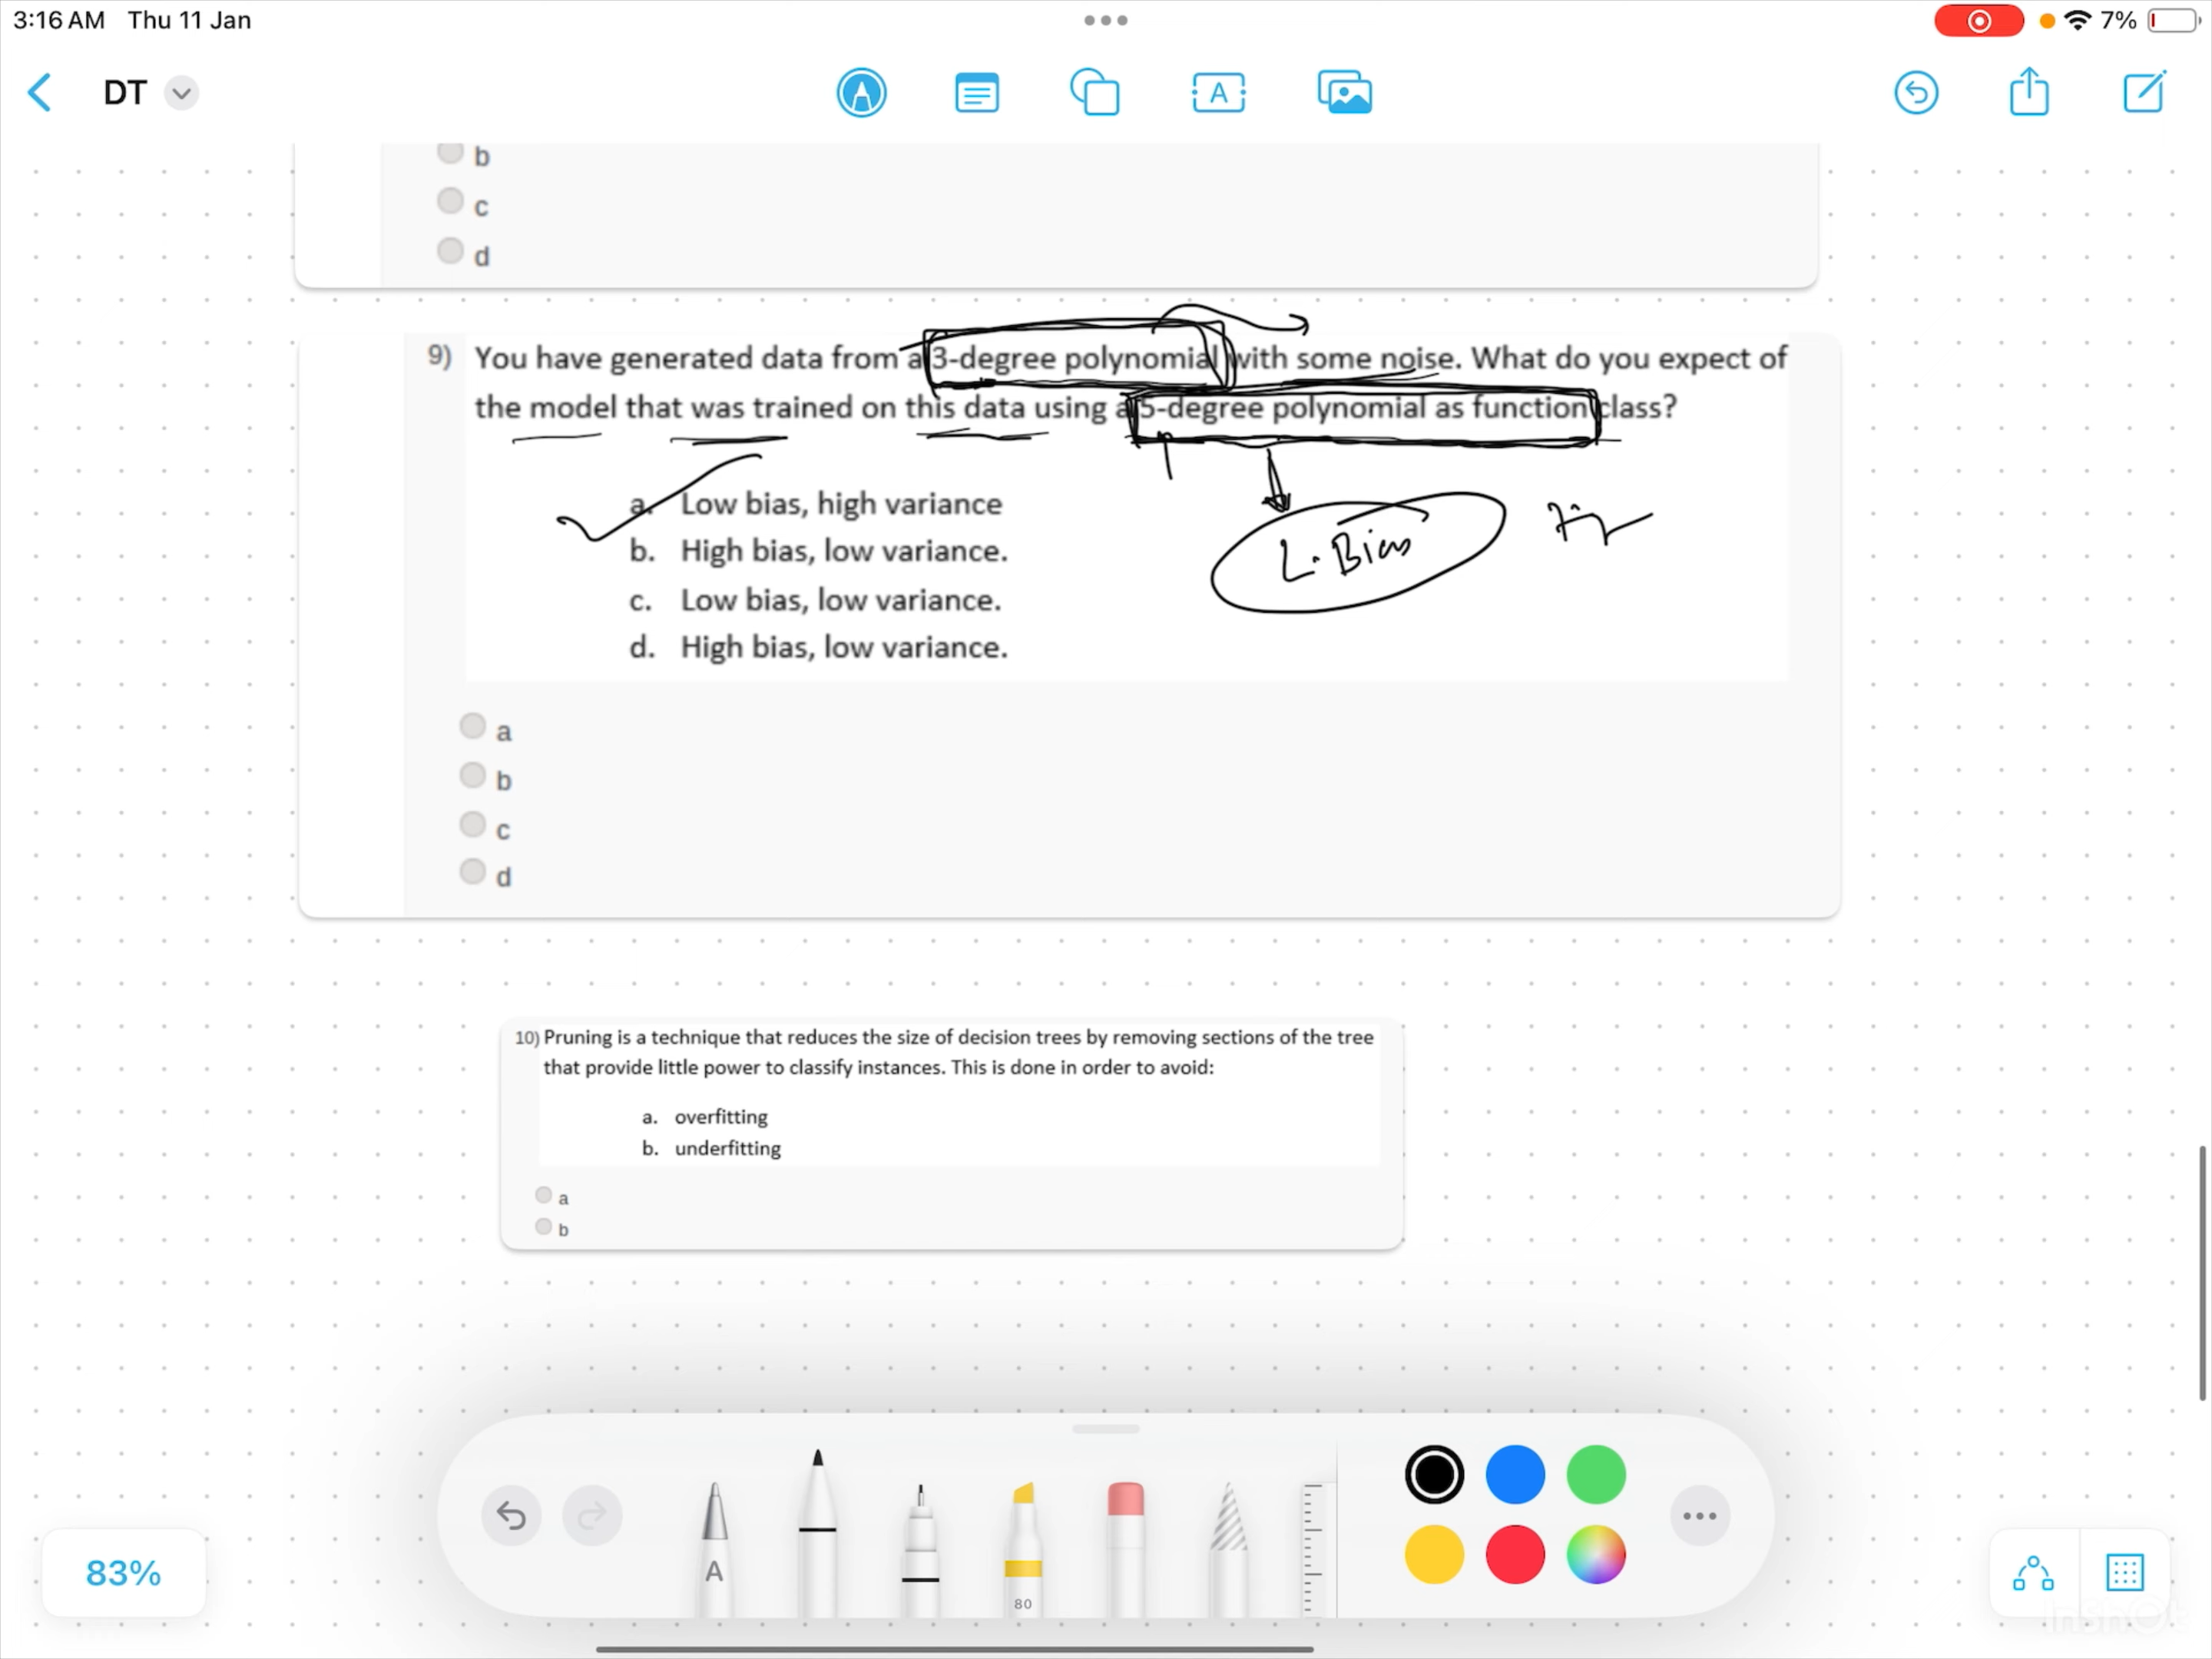 3:16 AM Thu 11 Jan
7%
DT
A
b
c
d
9) You have generated data from a 3-degree polynomial with some noise. What do you expect of
the model that was trained on this data using a 5-degree polynomial as function class?
a. Low bias, high variance
b. High bias, low variance.
c. Low bias, low variance.
d. High bias, low variance.
L. Bias
a
b
c
d
10) Pruning is a technique that reduces the size of decision trees by removing sections of the tree
that provide little power to classify instances. This is done in order to avoid:
a. overfitting
b. underfitting
a
b
A
80
83%